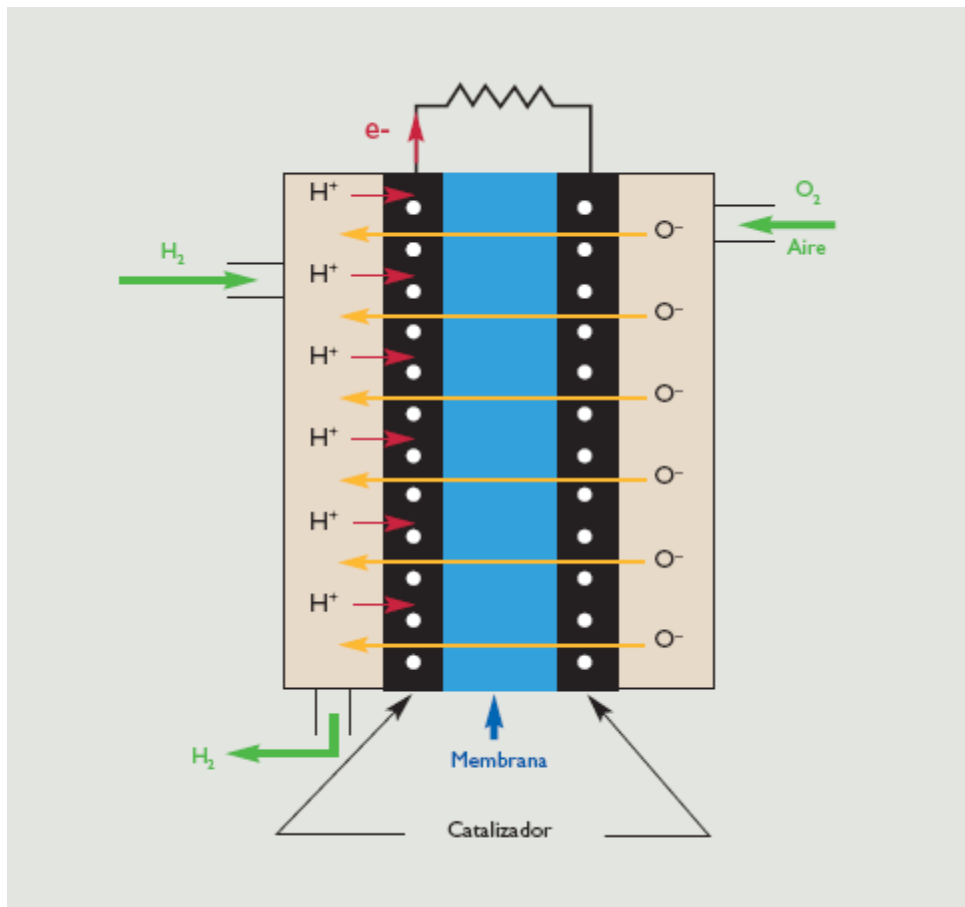 e-
H⁺
O₂
O⁻
H₂
Aire
H⁺
O⁻
H⁺
O⁻
H⁺
O⁻
H⁺
O⁻
H⁺
O⁻
H₂
Membrana
Catalizador